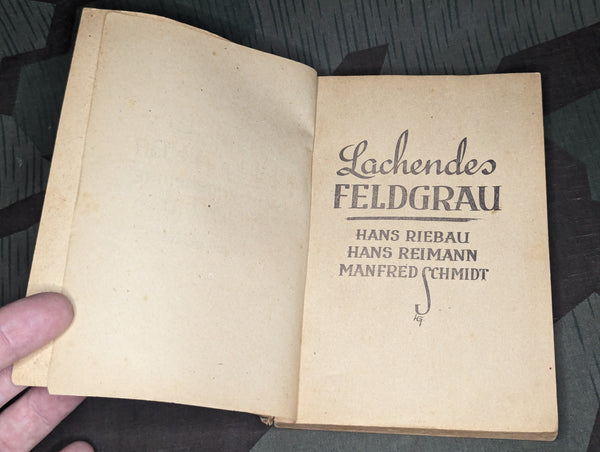 Lachendes
FELDGRAU
HANS RIEBAU
HANS REIMANN
MANFRED SCHMIDT